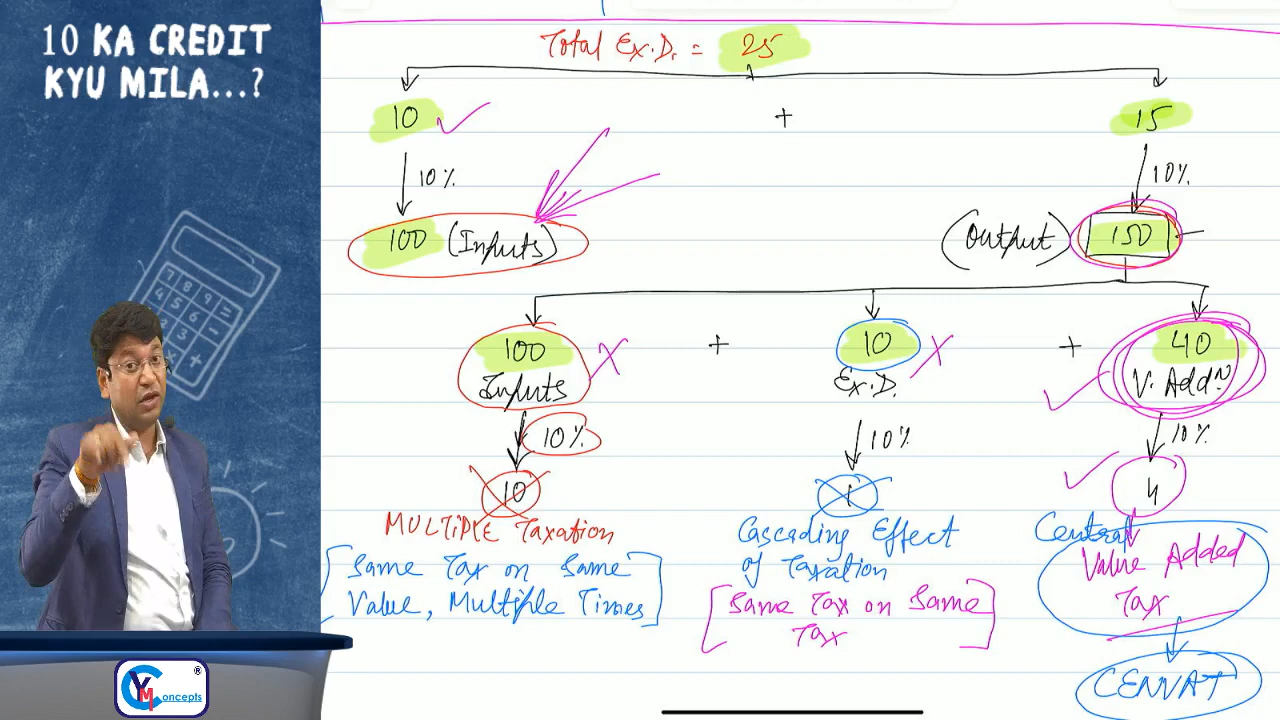 10 KA CREDIT
KYU MILA...?
Total Ex.D. = 25
10 + 15
10% 10%
100 (Inputs) (Output) 150
100 + 10 + 40
Inputs Ex.D. V. Addn
10% 10% 10%
10 1 4
MULTIPLE Taxation
[Same Tax on Same
Value, Multiple Times]
Cascading Effect
of Taxation
[Same Tax on Same
Tax]
Central
Value Added
Tax
CENVAT
YM Concepts ®